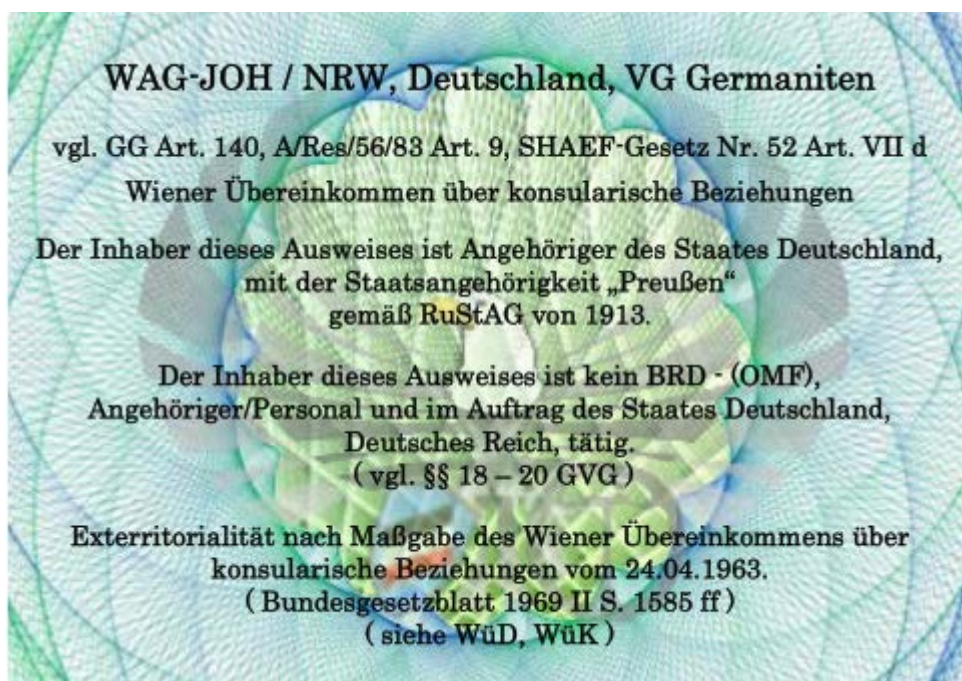 WAG-JOH / NRW, Deutschland, VG Germaniten
vgl. GG Art. 140, A/Res/56/83 Art. 9, SHAEF-Gesetz Nr. 52 Art. VII d
Wiener Übereinkommen über konsularische Beziehungen
Der Inhaber dieses Ausweises ist Angehöriger des Staates Deutschland,
mit der Staatsangehörigkeit „Preußen“
gemäß RuStAG von 1913.
Der Inhaber dieses Ausweises ist kein BRD - (OMF),
Angehöriger/Personal und im Auftrag des Staates Deutschland,
Deutsches Reich, tätig.
( vgl. §§ 18 – 20 GVG )
Exterritorialität nach Maßgabe des Wiener Übereinkommens über
konsularische Beziehungen vom 24.04.1963.
( Bundesgesetzblatt 1969 II S. 1585 ff )
( siehe WüD, WüK )